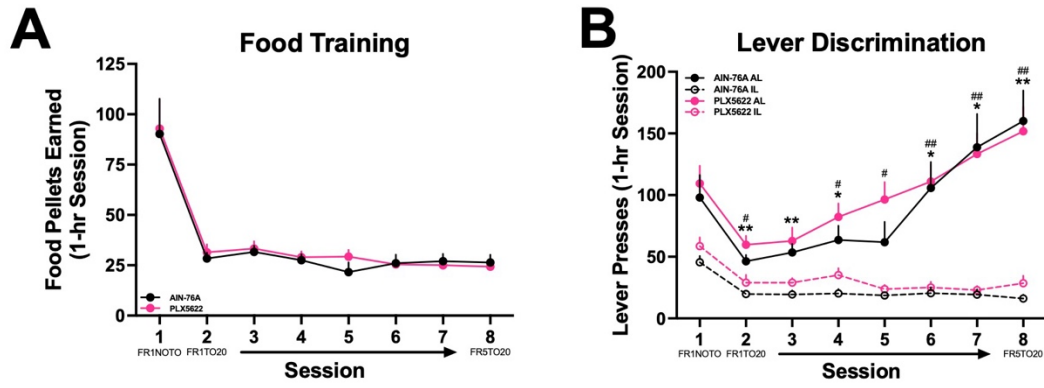 A
Food Training
Food Pellets Earned
(1-hr Session)
125
100
75
50
25
0
AIN-76A
PLX5622
1 2 3 4 5 6 7 8
FR1NOTO FR1TO20 FR5TO20
Session
B
Lever Discrimination
Lever Presses (1-hr Session)
200
150
100
50
0
AIN-76A AL
AIN-76A IL
PLX5622 AL
PLX5622 IL
#
**
**
#
*
#
##
*
##
*
##
**
1 2 3 4 5 6 7 8
FR1NOTO FR1TO20 FR5TO20
Session